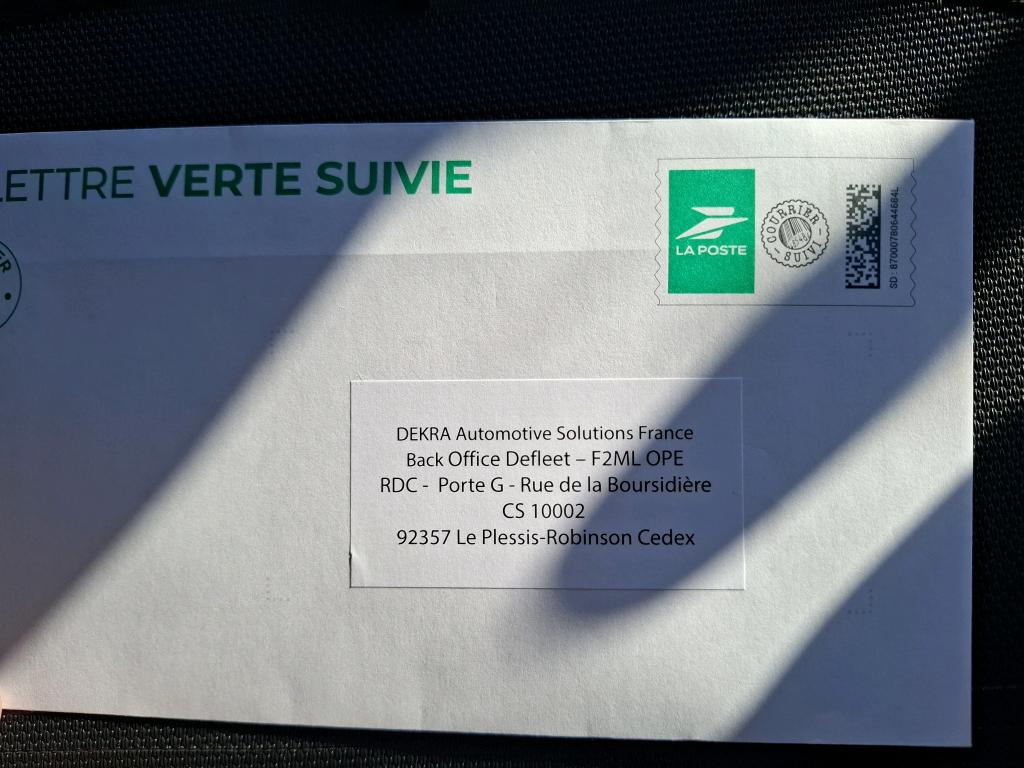 LETTRE VERTE SUIVIE
LA POSTE
COURRIER
SUIVI
SD : 87000780644684L
DEKRA Automotive Solutions France
Back Office Defleet – F2ML OPE
RDC - Porte G - Rue de la Boursidière
CS 10002
92357 Le Plessis-Robinson Cedex